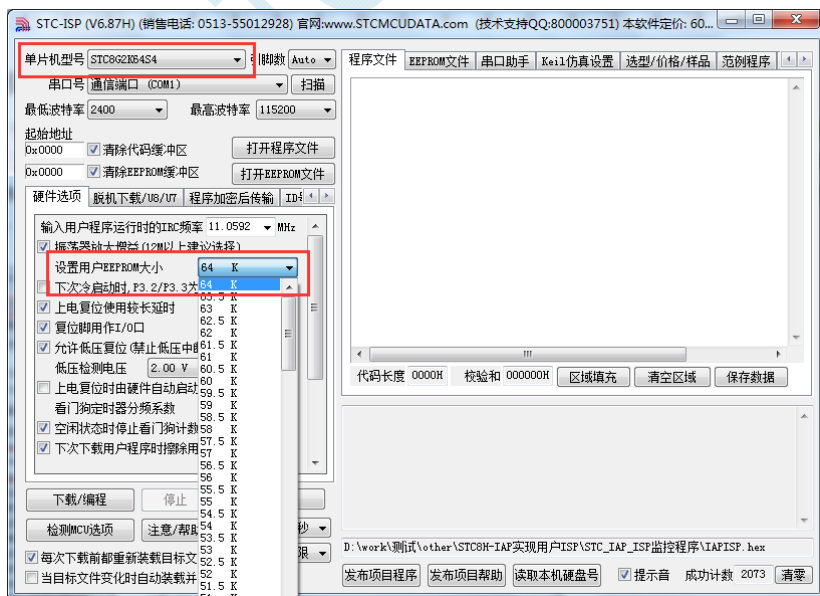 STC-ISP (V6.87H) (销售电话: 0513-55012928) 官网:www.STCMCUDATA.com (技术支持QQ:800003751) 本软件定价: 60...
单片机型号 STC8G2K64S4 引脚数 Auto
串口号 通信端口 (COM1) 扫描
最低波特率 2400 最高波特率 115200
起始地址
0x0000 清除代码缓冲区 打开程序文件
0x0000 清除EEPROM缓冲区 打开EEPROM文件
硬件选项 脱机下载/U8/U7 程序加密后传输
输入用户程序运行时的IRC频率 11.0592 MHz
振荡器放大增益(12M以上建议选择)
设置用户EEPROM大小 64 K
下次冷启动时,P3.2/P3.3为
上电复位使用较长延时
复位脚用作I/O口
允许低压复位(禁止低压中
低压检测电压 2.00 V
上电复位时由硬件自动启动
看门狗定时器分频系数
空闲状态时停止看门狗计数
下次下载用户程序时擦除用
64 K
63.5 K
63 K
62.5 K
62 K
61.5 K
61 K
60.5 K
60 K
59.5 K
59 K
58.5 K
58 K
57.5 K
57 K
56.5 K
56 K
55.5 K
55 K
54.5 K
54 K
53.5 K
53 K
52.5 K
52 K
51.5 K
下载/编程 停止
检测MCU选项 注意/帮助 秒
每次下载前都重新装载目标文 限
当目标文件变化时自动装载并
程序文件 EEPROM文件 串口助手 Keil仿真设置 选型/价格/样品 范例程序
代码长度 0000H 校验和 000000H 区域填充 清空区域 保存数据
D:\work\测试\other\STC8H-IAP实现用户ISP\STC_IAP_ISP监控程序\IAPISP.hex
发布项目程序 发布项目帮助 读取本机硬盘号 提示音 成功计数 2073 清零